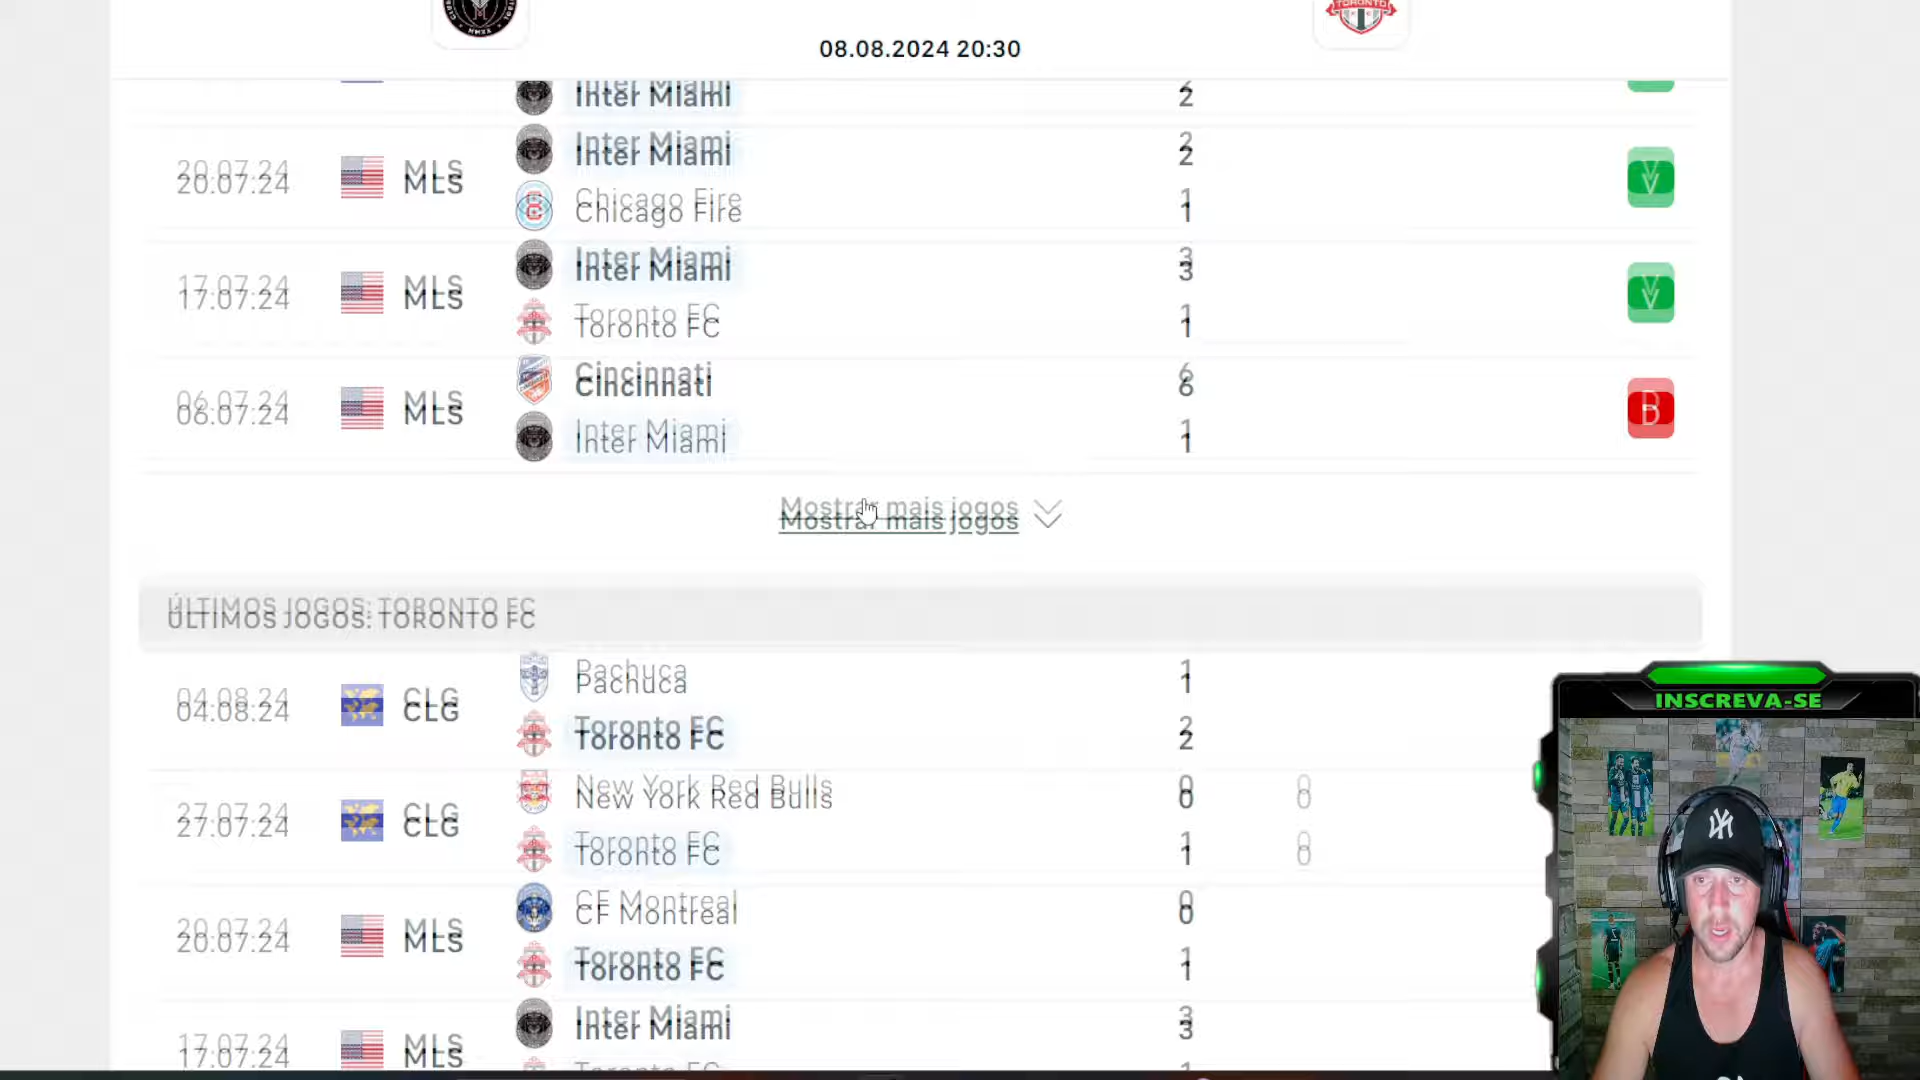 TORONTO
08.08.2024 20:30
Inter Miami 2
20.07.24 MLS Inter Miami 2 V
Chicago Fire 1
17.07.24 MLS Inter Miami 3 V
Toronto FC 1
06.07.24 MLS Cincinnati 6 B
Inter Miami 1
Mostrar mais jogos
ÚLTIMOS JOGOS: TORONTO FC
04.08.24 CLG Pachuca 1
Toronto FC 2
INSCREVA-SE
27.07.24 CLG New York Red Bulls 0 0
Toronto FC 1 0
20.07.24 MLS CF Montreal 0
Toronto FC 1
17.07.24 MLS Inter Miami 3
Toronto FC 1